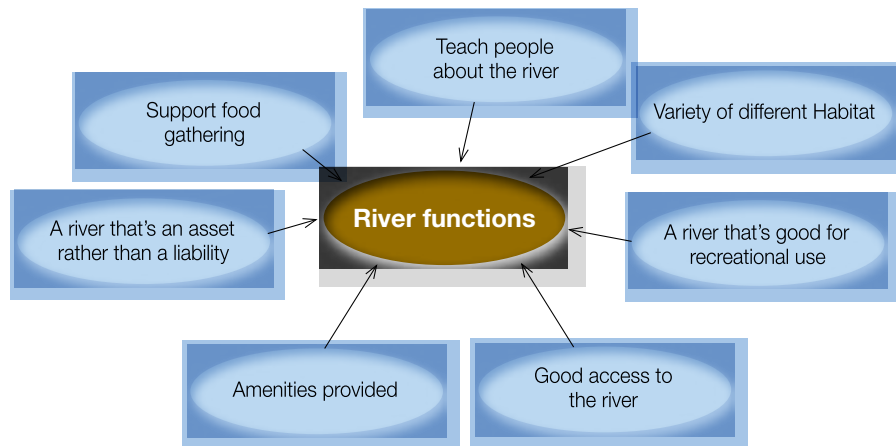 Teach people
about the river
Support food
gathering
Variety of different Habitat
River functions
A river that's an asset
rather than a liability
A river that's good for
recreational use
Amenities provided
Good access to
the river